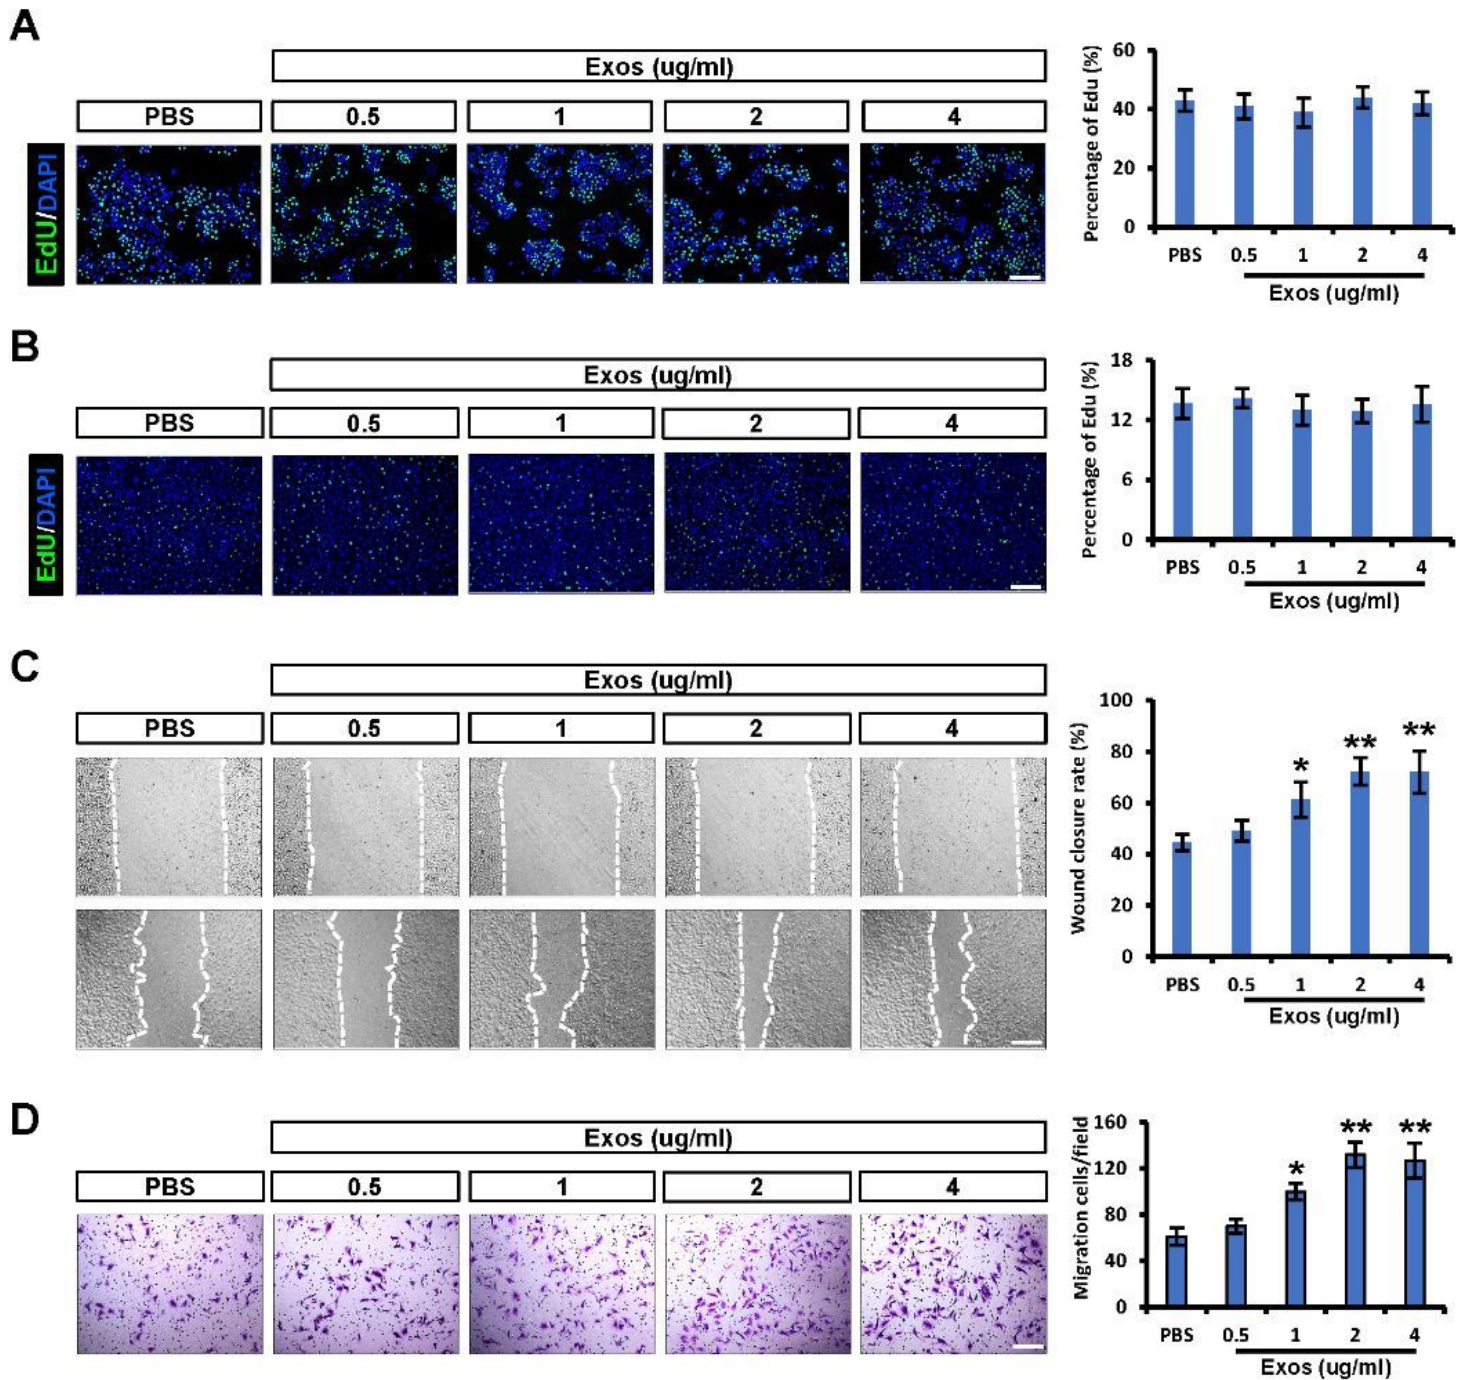 A
Exos (ug/ml)
PBS 0.5 1 2 4
EdU/DAPI
Percentage of Edu (%)
60
40
20
0
PBS 0.5 1 2 4
Exos (ug/ml)
B
Exos (ug/ml)
PBS 0.5 1 2 4
EdU/DAPI
Percentage of Edu (%)
18
12
6
0
PBS 0.5 1 2 4
Exos (ug/ml)
C
Exos (ug/ml)
PBS 0.5 1 2 4
Wound closure rate (%)
100
80
60
40
20
0
* ** **
PBS 0.5 1 2 4
Exos (ug/ml)
D
Exos (ug/ml)
PBS 0.5 1 2 4
Migration cells/field
160
120
80
40
0
* ** **
PBS 0.5 1 2 4
Exos (ug/ml)